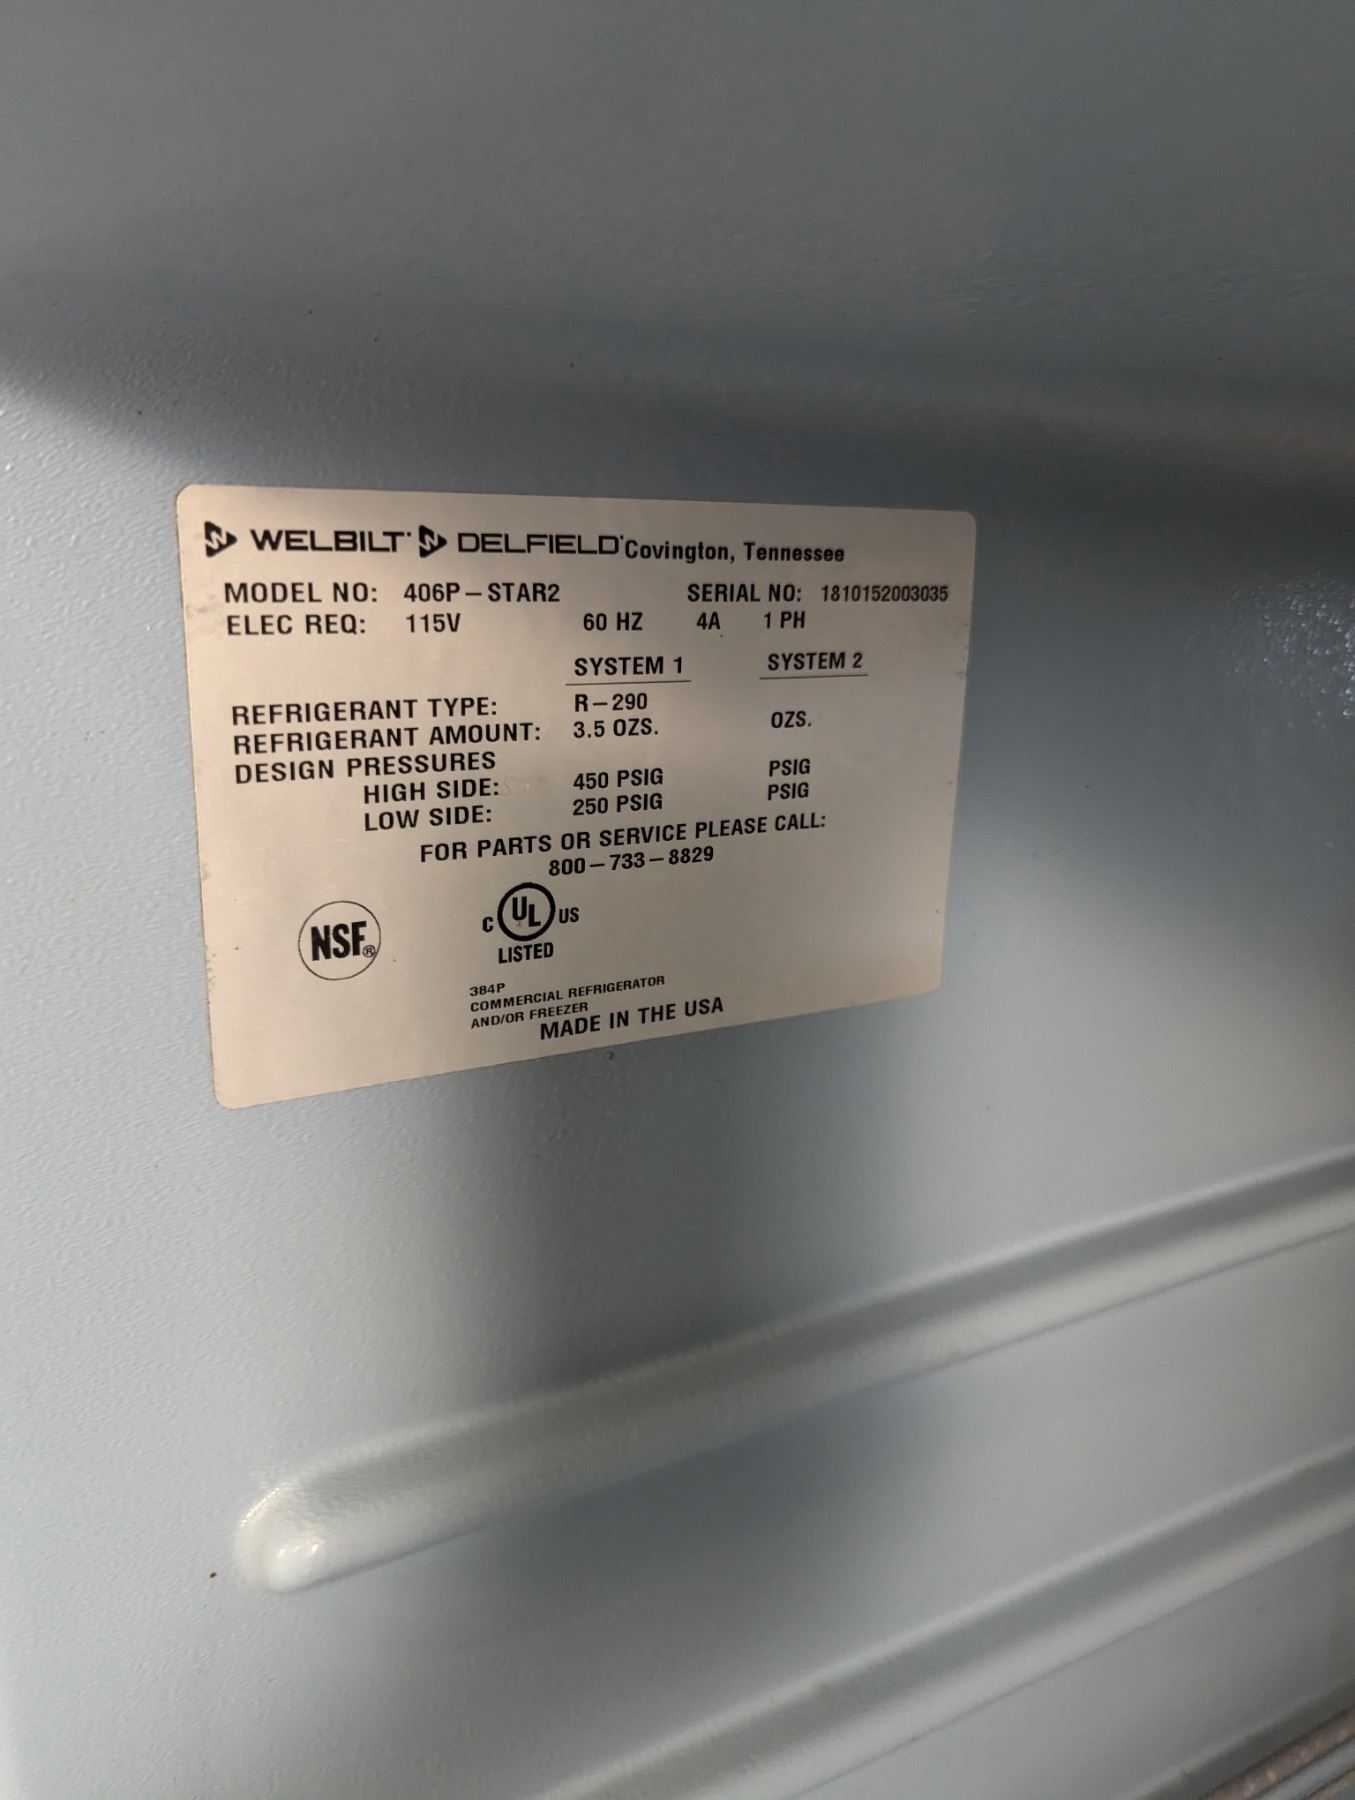 WELBILT DELFIELD Covington, Tennessee
MODEL NO: 406P-STAR2 SERIAL NO: 1810152003035
ELEC REQ: 115V 60 HZ 4A 1 PH
SYSTEM 1 SYSTEM 2
REFRIGERANT TYPE: R-290
REFRIGERANT AMOUNT: 3.5 OZS. OZS.
DESIGN PRESSURES
HIGH SIDE: 450 PSIG PSIG
LOW SIDE: 250 PSIG PSIG
FOR PARTS OR SERVICE PLEASE CALL:
800-733-8829
NSF®
C UL US
LISTED
384P
COMMERCIAL REFRIGERATOR
AND/OR FREEZER
MADE IN THE USA